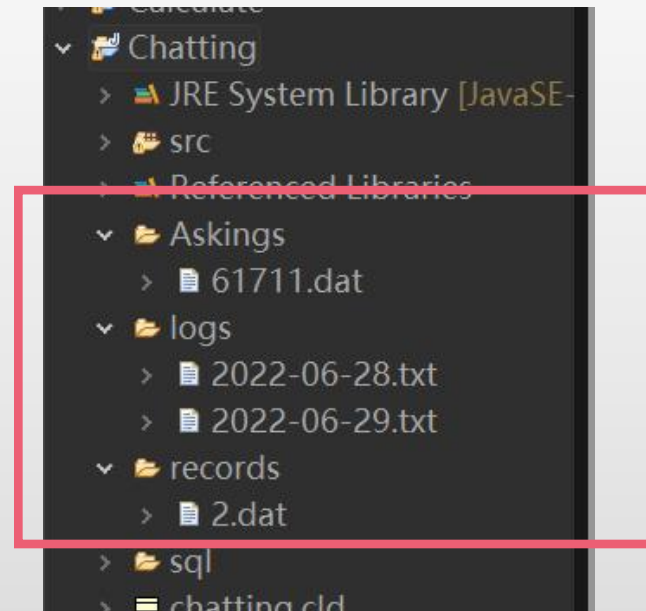 Calculate
Chatting
JRE System Library [JavaSE-
src
Referenced Libraries
Askings
61711.dat
logs
2022-06-28.txt
2022-06-29.txt
records
2.dat
sql
chatting.cld